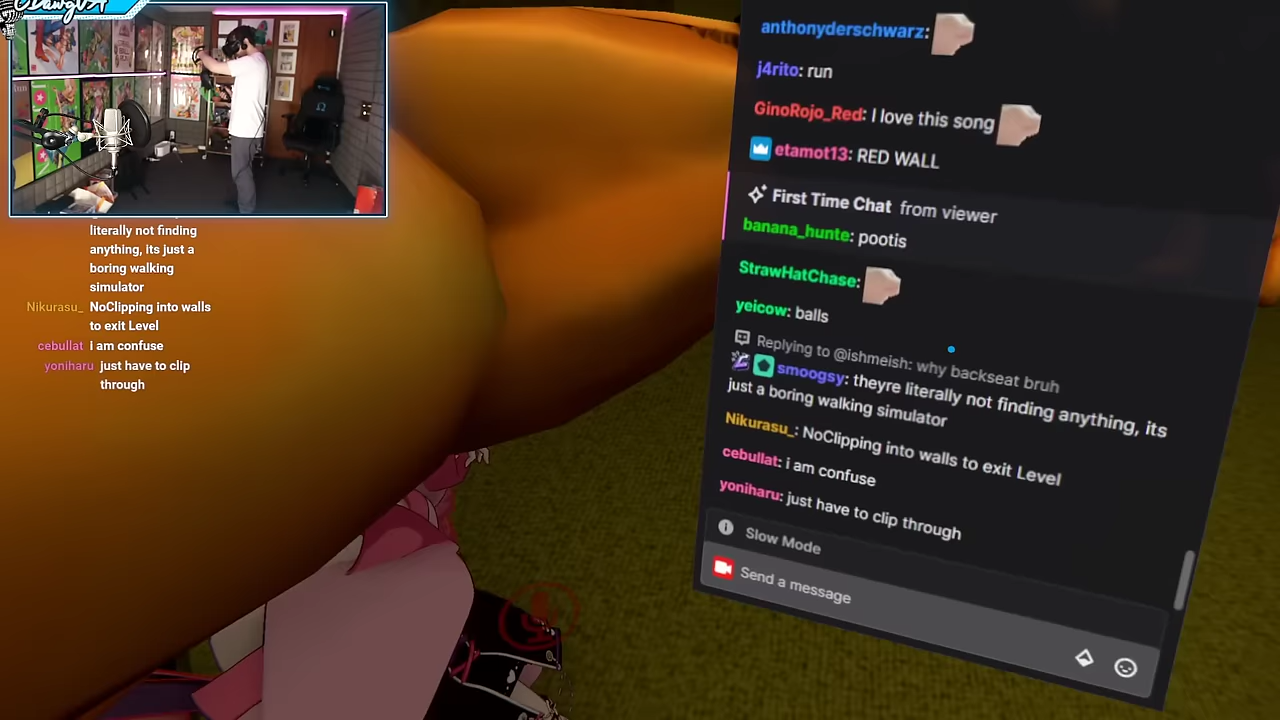 CDawgVA
literally not finding
anything, its just a
boring walking
simulator
Nikurasu_ NoClipping into walls
to exit Level
cebullat i am confuse
yoniharu just have to clip
through
anthonyderschwarz:
j4rito: run
GinoRojo_Red: I love this song
etamot13: RED WALL
First Time Chat from viewer
banana_hunte: pootis
StrawHatChase:
yeicow: balls
Replying to @ishmeish: why backseat bruh
smoogsy: theyre literally not finding anything, its
just a boring walking simulator
Nikurasu_: NoClipping into walls to exit Level
cebullat: i am confuse
yoniharu: just have to clip through
Slow Mode
Send a message